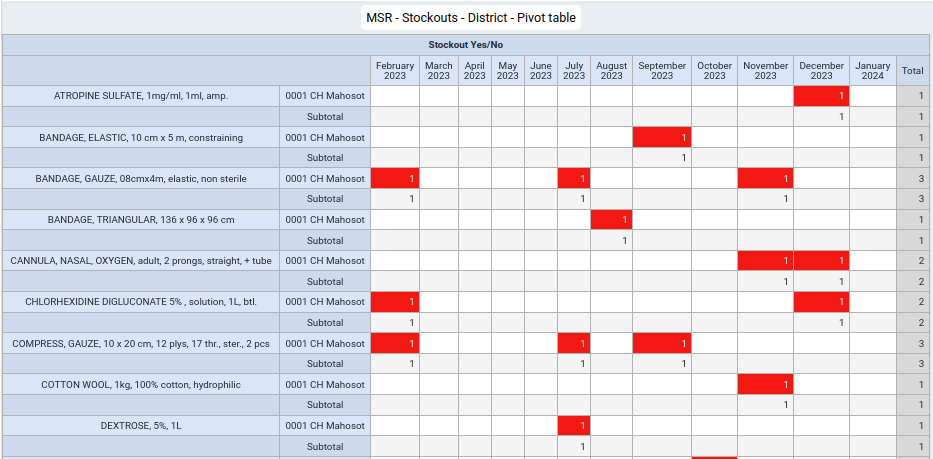 MSR - Stockouts - District - Pivot table
Stockout Yes/No
February 2023 March 2023 April 2023 May 2023 June 2023 July 2023 August 2023 September 2023 October 2023 November 2023 December 2023 January 2024 Total
ATROPINE SULFATE, 1mg/ml, 1ml, amp. 0001 CH Mahosot 1 1
Subtotal 1 1
BANDAGE, ELASTIC, 10 cm x 5 m, constraining 0001 CH Mahosot 1 1
Subtotal 1 1
BANDAGE, GAUZE, 08cmx4m, elastic, non sterile 0001 CH Mahosot 1 1 1 3
Subtotal 1 1 1 3
BANDAGE, TRIANGULAR, 136 x 96 x 96 cm 0001 CH Mahosot 1 1
Subtotal 1 1
CANNULA, NASAL, OXYGEN, adult, 2 prongs, straight, + tube 0001 CH Mahosot 1 1 2
Subtotal 1 1 2
CHLORHEXIDINE DIGLUCONATE 5% , solution, 1L, btl. 0001 CH Mahosot 1 1 2
Subtotal 1 1 2
COMPRESS, GAUZE, 10 x 20 cm, 12 plys, 17 thr., ster., 2 pcs 0001 CH Mahosot 1 1 1 3
Subtotal 1 1 1 3
COTTON WOOL, 1kg, 100% cotton, hydrophilic 0001 CH Mahosot 1 1
Subtotal 1 1
DEXTROSE, 5%, 1L 0001 CH Mahosot 1 1
Subtotal 1 1